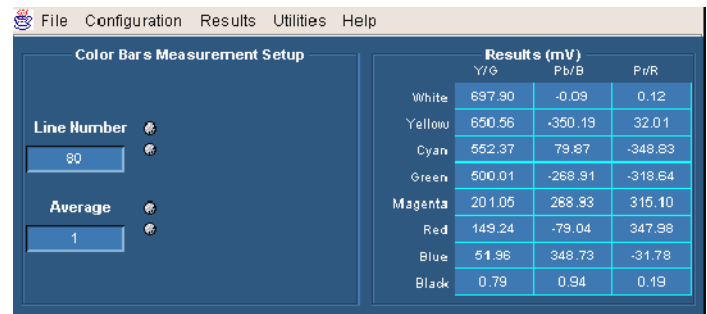 File Configuration Results Utilities Help
Color Bars Measurement Setup
Line Number
80
Average
1
Results (mV)
Y/G Pb/B Pr/R
White 697.90 -0.09 0.12
Yellow 650.56 -350.19 32.01
Cyan 552.37 79.87 -348.83
Green 500.01 -268.91 -318.64
Magenta 201.05 268.93 315.10
Red 149.24 -79.04 347.98
Blue 51.96 348.73 -31.78
Black 0.79 0.94 0.19